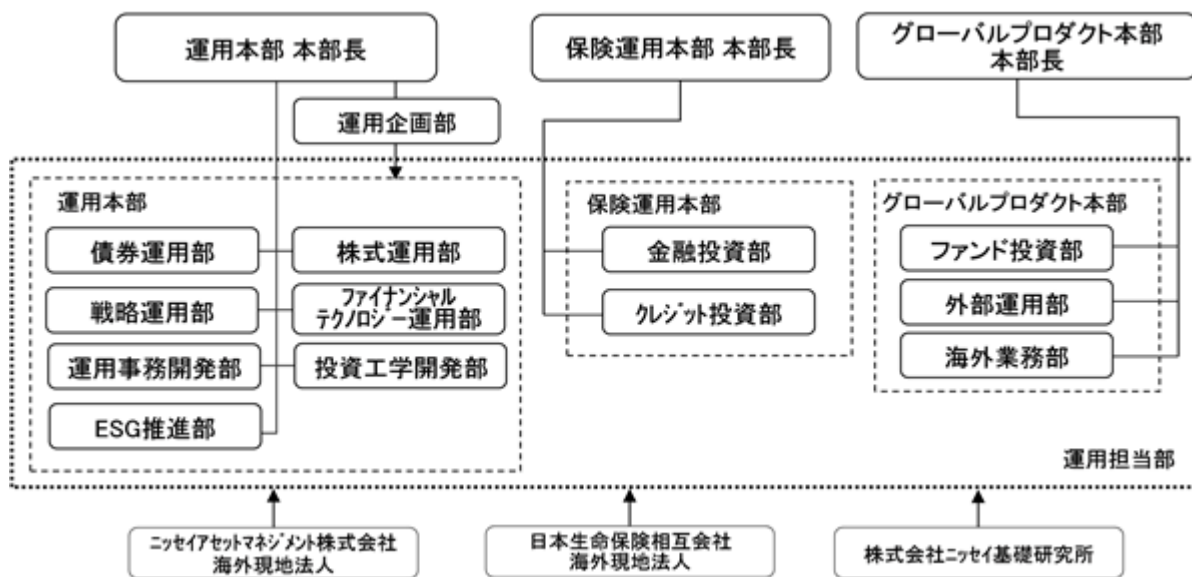 運用本部 本部長
保険運用本部 本部長
グローバルプロダクト本部
本部長
運用企画部
運用本部
債券運用部
株式運用部
戦略運用部
ファイナンシャル
テクノロジー運用部
運用事務開発部
投資工学開発部
ESG推進部
保険運用本部
金融投資部
クレジット投資部
グローバルプロダクト本部
ファンド投資部
外部運用部
海外業務部
運用担当部
ニッセイアセットマネジメント株式会社
海外現地法人
日本生命保険相互会社
海外現地法人
株式会社ニッセイ基礎研究所